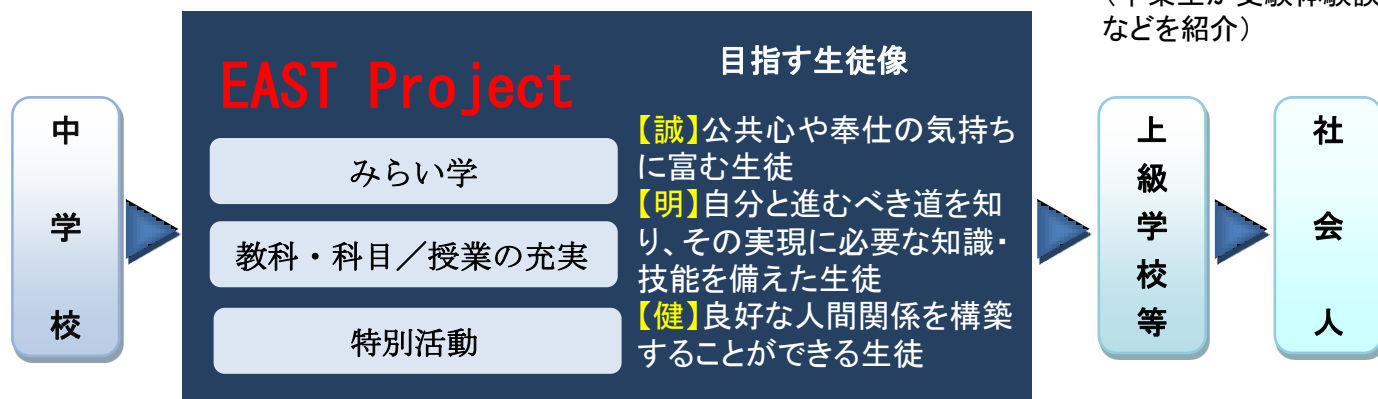 などを紹介）
中学校
EAST Project
みらい学
教科・科目／授業の充実
特別活動
目指す生徒像
【誠】公共心や奉仕の気持ち
に富む生徒
【明】自分と進むべき道を知
り、その実現に必要な知識・
技能を備えた生徒
【健】良好な人間関係を構築
することができる生徒
上級学校等
社会人